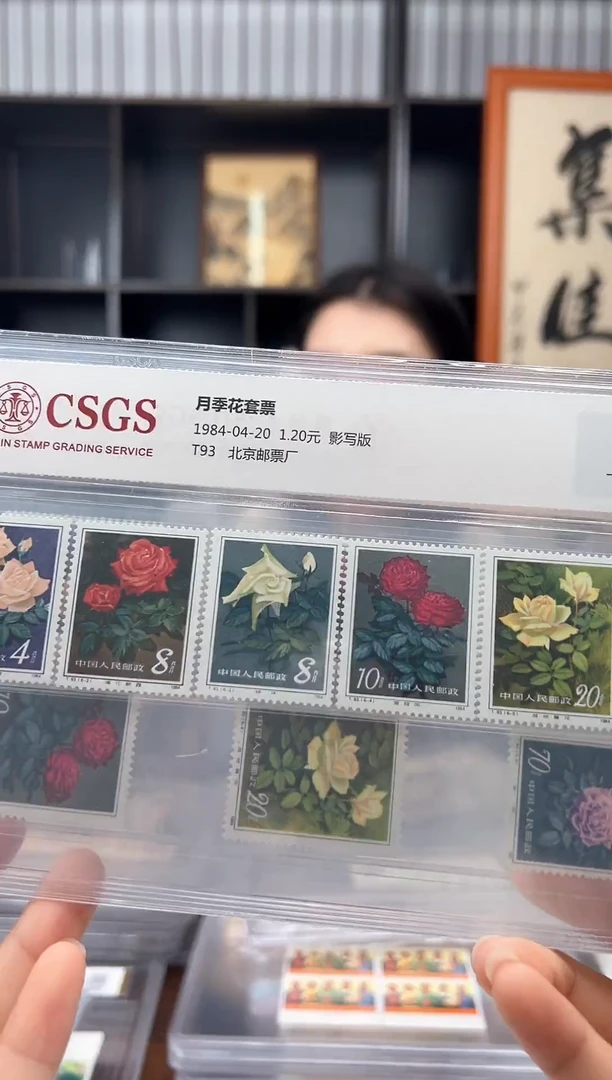 集
CSGS
月季花套票
1984-04-20 1.20元 影写版
IN STAMP GRADING SERVICE
T93 北京邮票厂
政 4
中国人民邮政 8
中国人民邮政 8
10 中国人民邮政
中国人民邮政 20
20 中国人民邮政
70 中国人民邮政